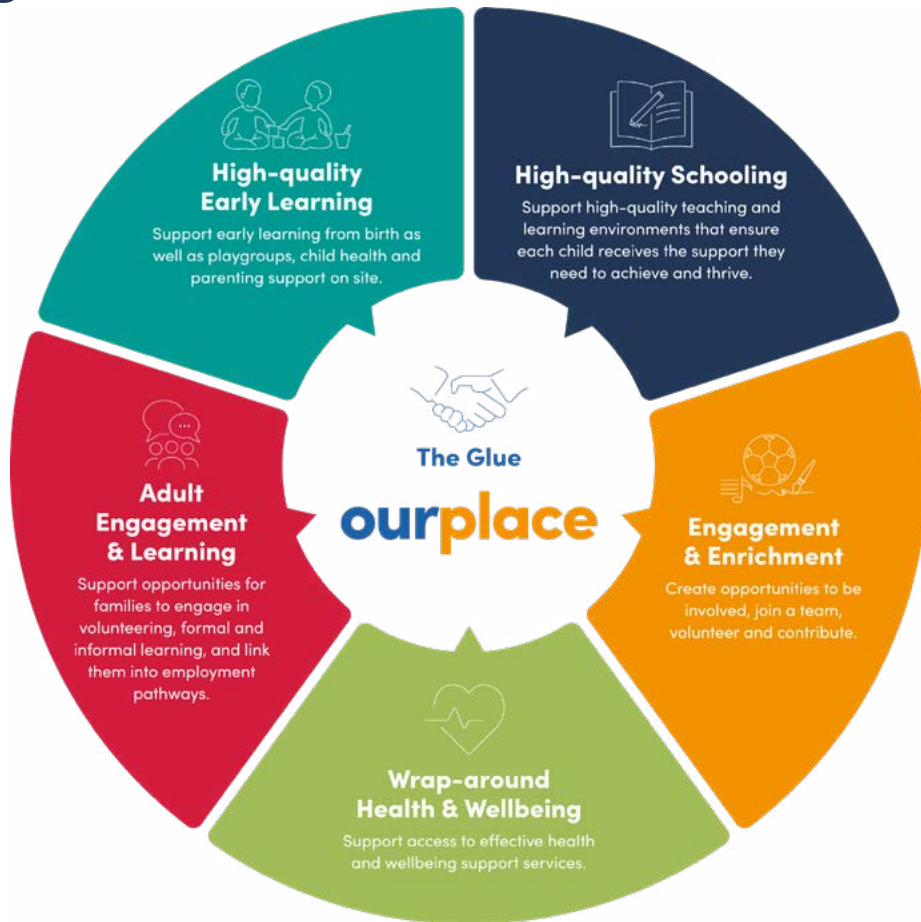 High-quality
Early Learning
Support early learning from birth as
well as playgroups, child health and
parenting support on site.
High-quality Schooling
Support high-quality teaching and
learning environments that ensure
each child receives the support they
need to achieve and thrive.
The Glue
ourplace
Adult
Engagement
& Learning
Support opportunities for
families to engage in
volunteering, formal and
informal learning, and link
them into employment
pathways.
Engagement
& Enrichment
Create opportunities to be
involved, join a team,
volunteer and contribute.
Wrap-around
Health & Wellbeing
Support access to effective health
and wellbeing support services.